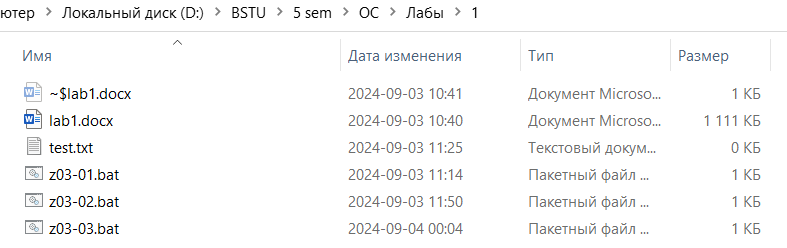 ютер > Локальный диск (D:) > BSTU > 5 sem > ОС > Лабы > 1
Имя Дата изменения Тип Размер
~$lab1.docx 2024-09-03 10:41 Документ Microso... 1 КБ
lab1.docx 2024-09-03 10:40 Документ Microso... 1 111 КБ
test.txt 2024-09-03 11:25 Текстовый докум... 0 КБ
z03-01.bat 2024-09-03 11:14 Пакетный файл ... 1 КБ
z03-02.bat 2024-09-03 11:50 Пакетный файл ... 1 КБ
z03-03.bat 2024-09-04 00:04 Пакетный файл ... 1 КБ